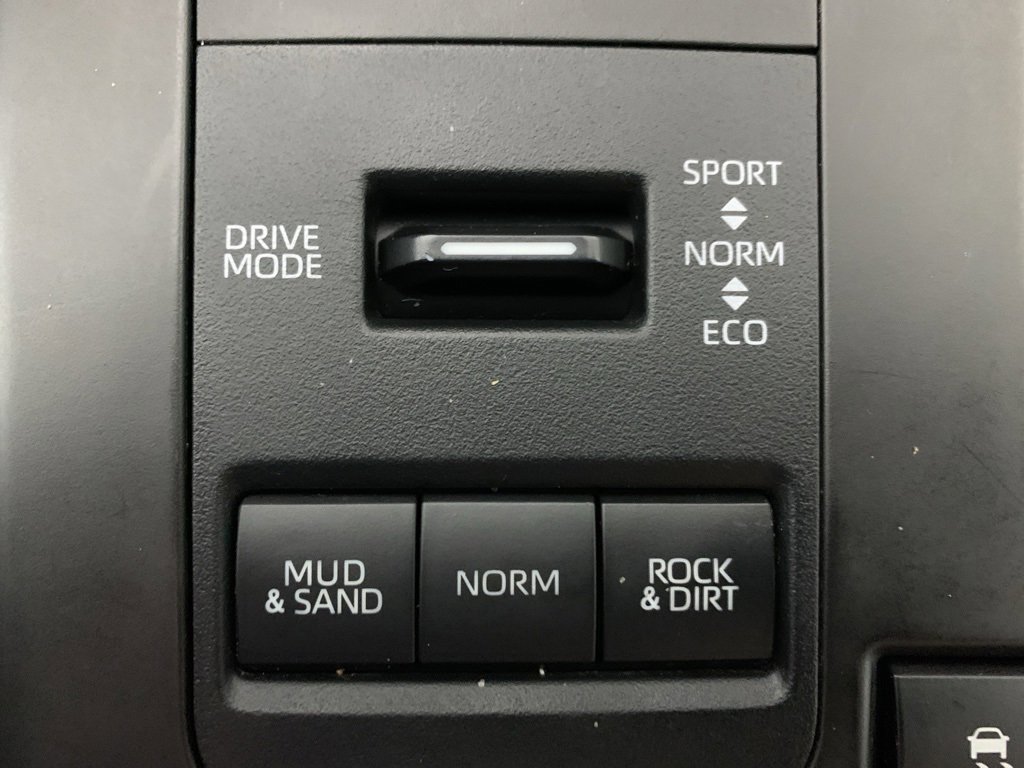 DRIVE
MODE
SPORT
NORM
ECO
MUD
& SAND
NORM
ROCK
& DIRT